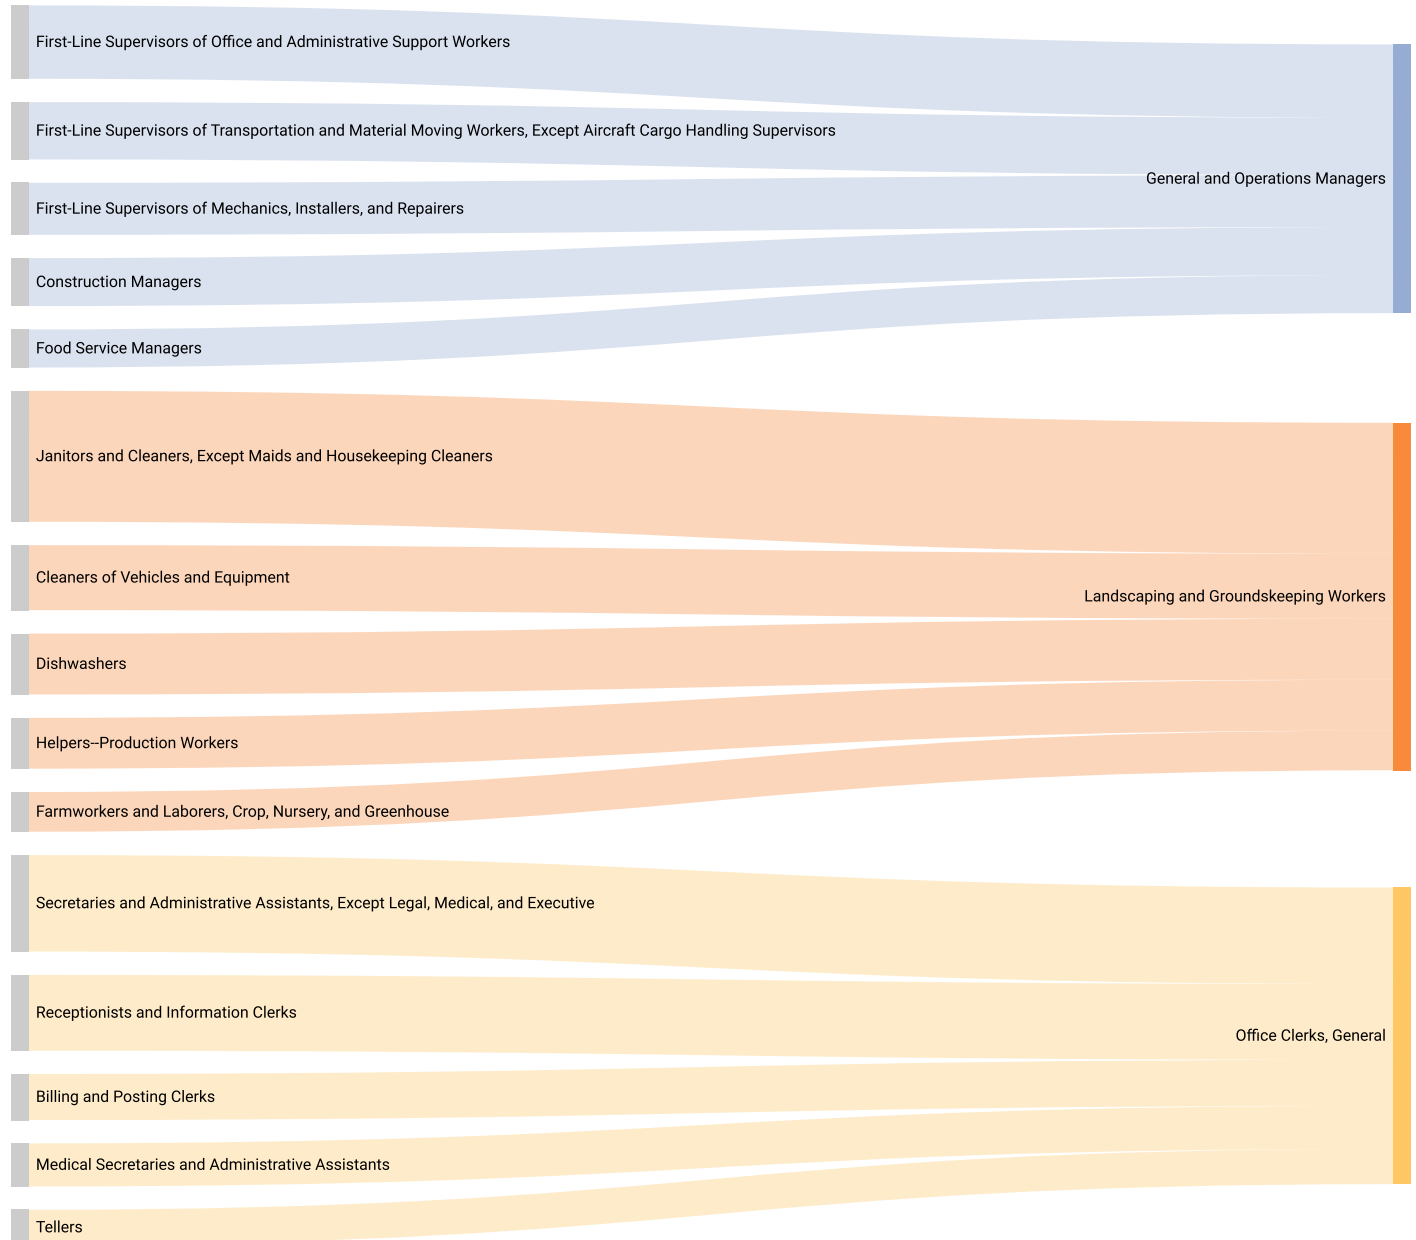 First-Line Supervisors of Office and Administrative Support Workers
First-Line Supervisors of Transportation and Material Moving Workers, Except Aircraft Cargo Handling Supervisors
General and Operations Managers
First-Line Supervisors of Mechanics, Installers, and Repairers
Construction Managers
Food Service Managers
Janitors and Cleaners, Except Maids and Housekeeping Cleaners
Cleaners of Vehicles and Equipment
Landscaping and Groundskeeping Workers
Dishwashers
Helpers--Production Workers
Farmworkers and Laborers, Crop, Nursery, and Greenhouse
Secretaries and Administrative Assistants, Except Legal, Medical, and Executive
Receptionists and Information Clerks
Office Clerks, General
Billing and Posting Clerks
Medical Secretaries and Administrative Assistants
Tellers